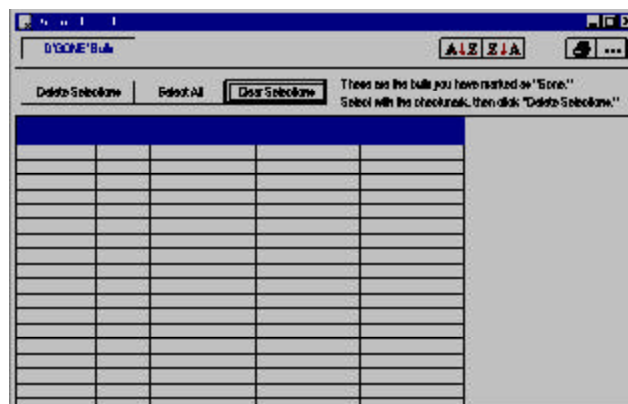 D'GONE' Bulls
A↓Z Z↓A ...
Delete Selections Select All Clear Selections
These are the bulls you have marked as "Gone."
Select with the checkmark, then click "Delete Selections."